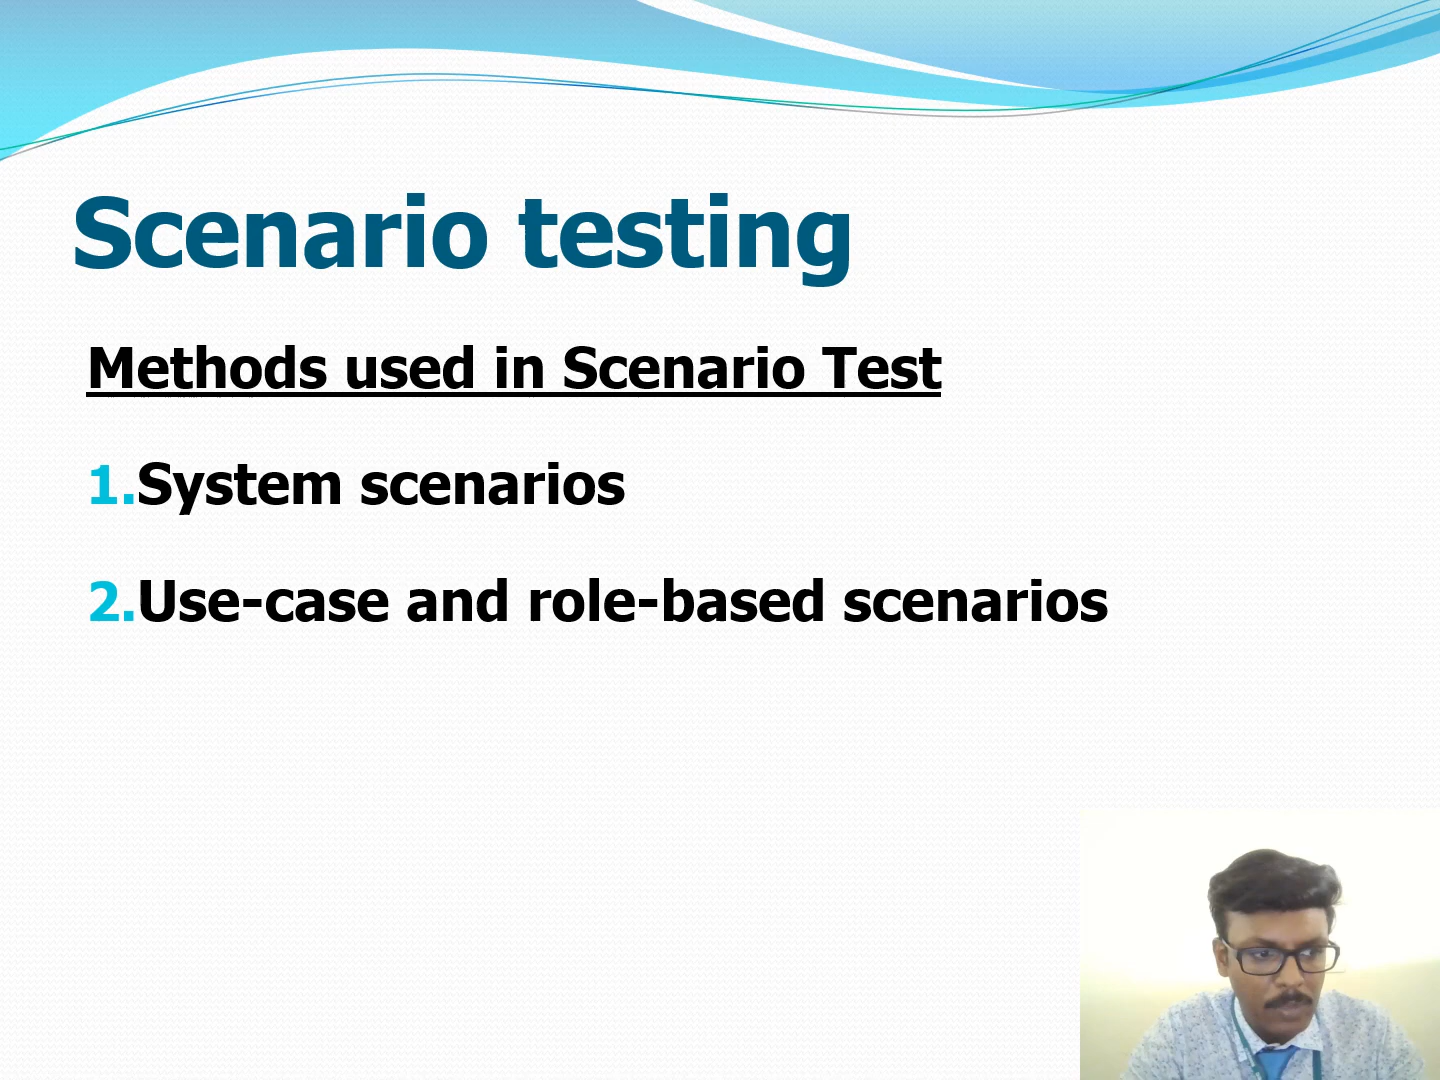 Scenario testing
Methods used in Scenario Test
1.System scenarios
2.Use-case and role-based scenarios